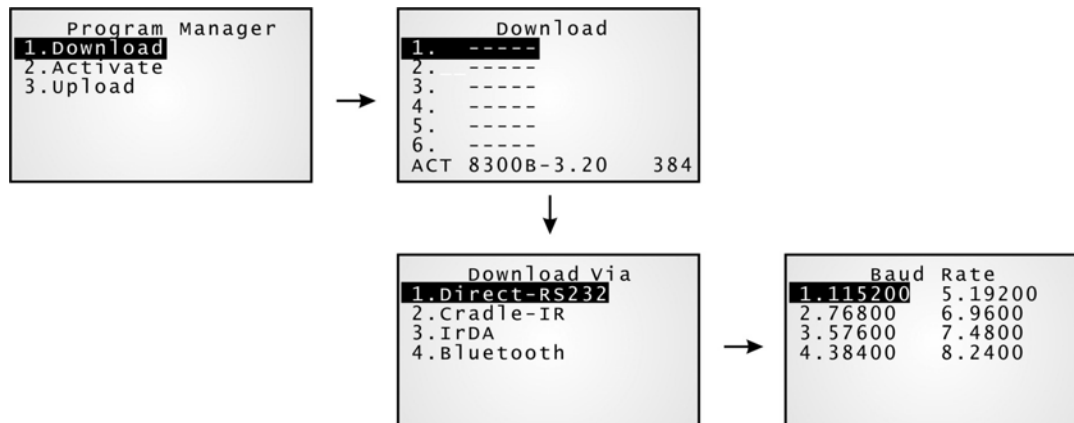 Program Manager
1.Download
2.Activate
3.Upload
Download
1. -----
2. -----
3. -----
4. -----
5. -----
6. -----
ACT 8300B-3.20 384
Download Via
1.Direct-RS232
2.Cradle-IR
3.IrDA
4.Bluetooth
Baud Rate
1.115200 5.19200
2.76800 6.9600
3.57600 7.4800
4.38400 8.2400